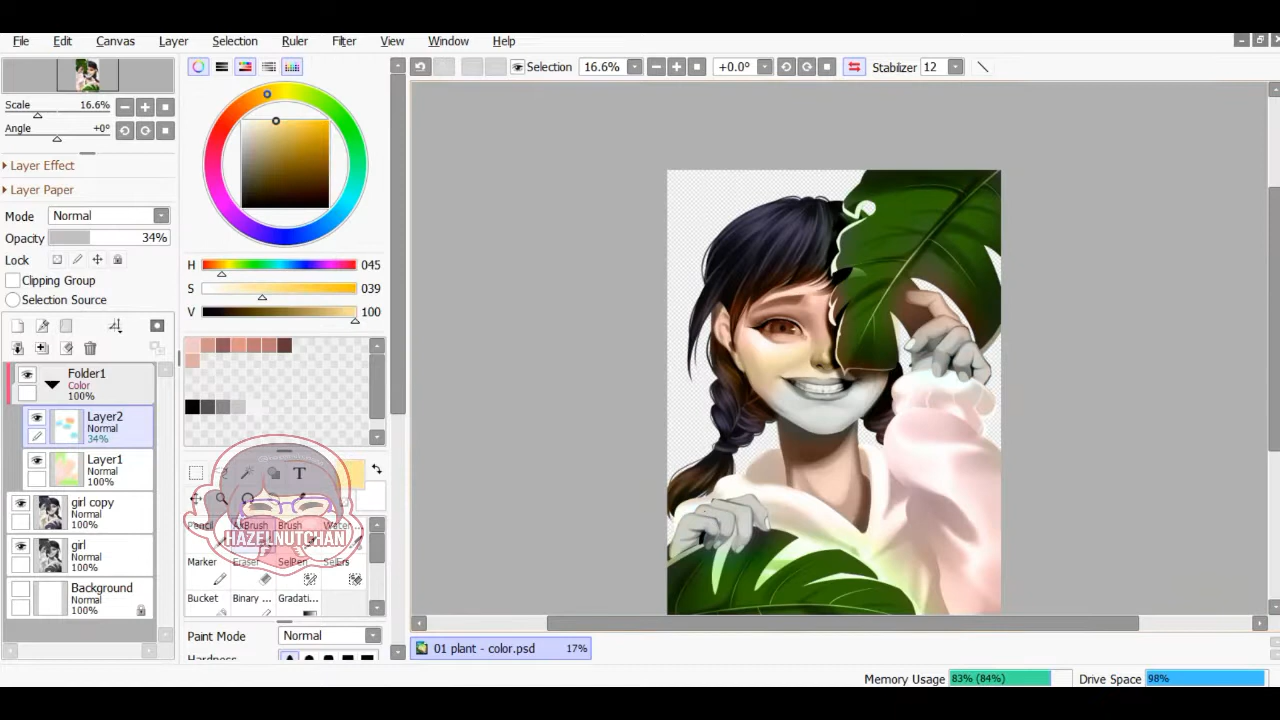 File Edit Canvas Layer Selection Ruler Filter View Window Help
Selection 16.6% +0.0° Stabilizer 12
Scale 16.6%
Angle +0°
Layer Effect
Layer Paper
Mode Normal
Opacity 34%
Lock
Clipping Group
Selection Source
H 045
S 039
V 100
Folder1
Color
100%
Layer2
Normal
34%
Layer1
Normal
100%
girl copy
Normal
100%
girl
Normal
100%
Background
Normal
100%
T
Pencil AirBrush Brush Water ...
HAZELNUTCHAN
Marker Eraser SelPen SelErs
Bucket Binary ... Gradati...
Paint Mode Normal
Hardness
01 plant - color.psd 17%
Memory Usage 83% (84%) Drive Space 98%